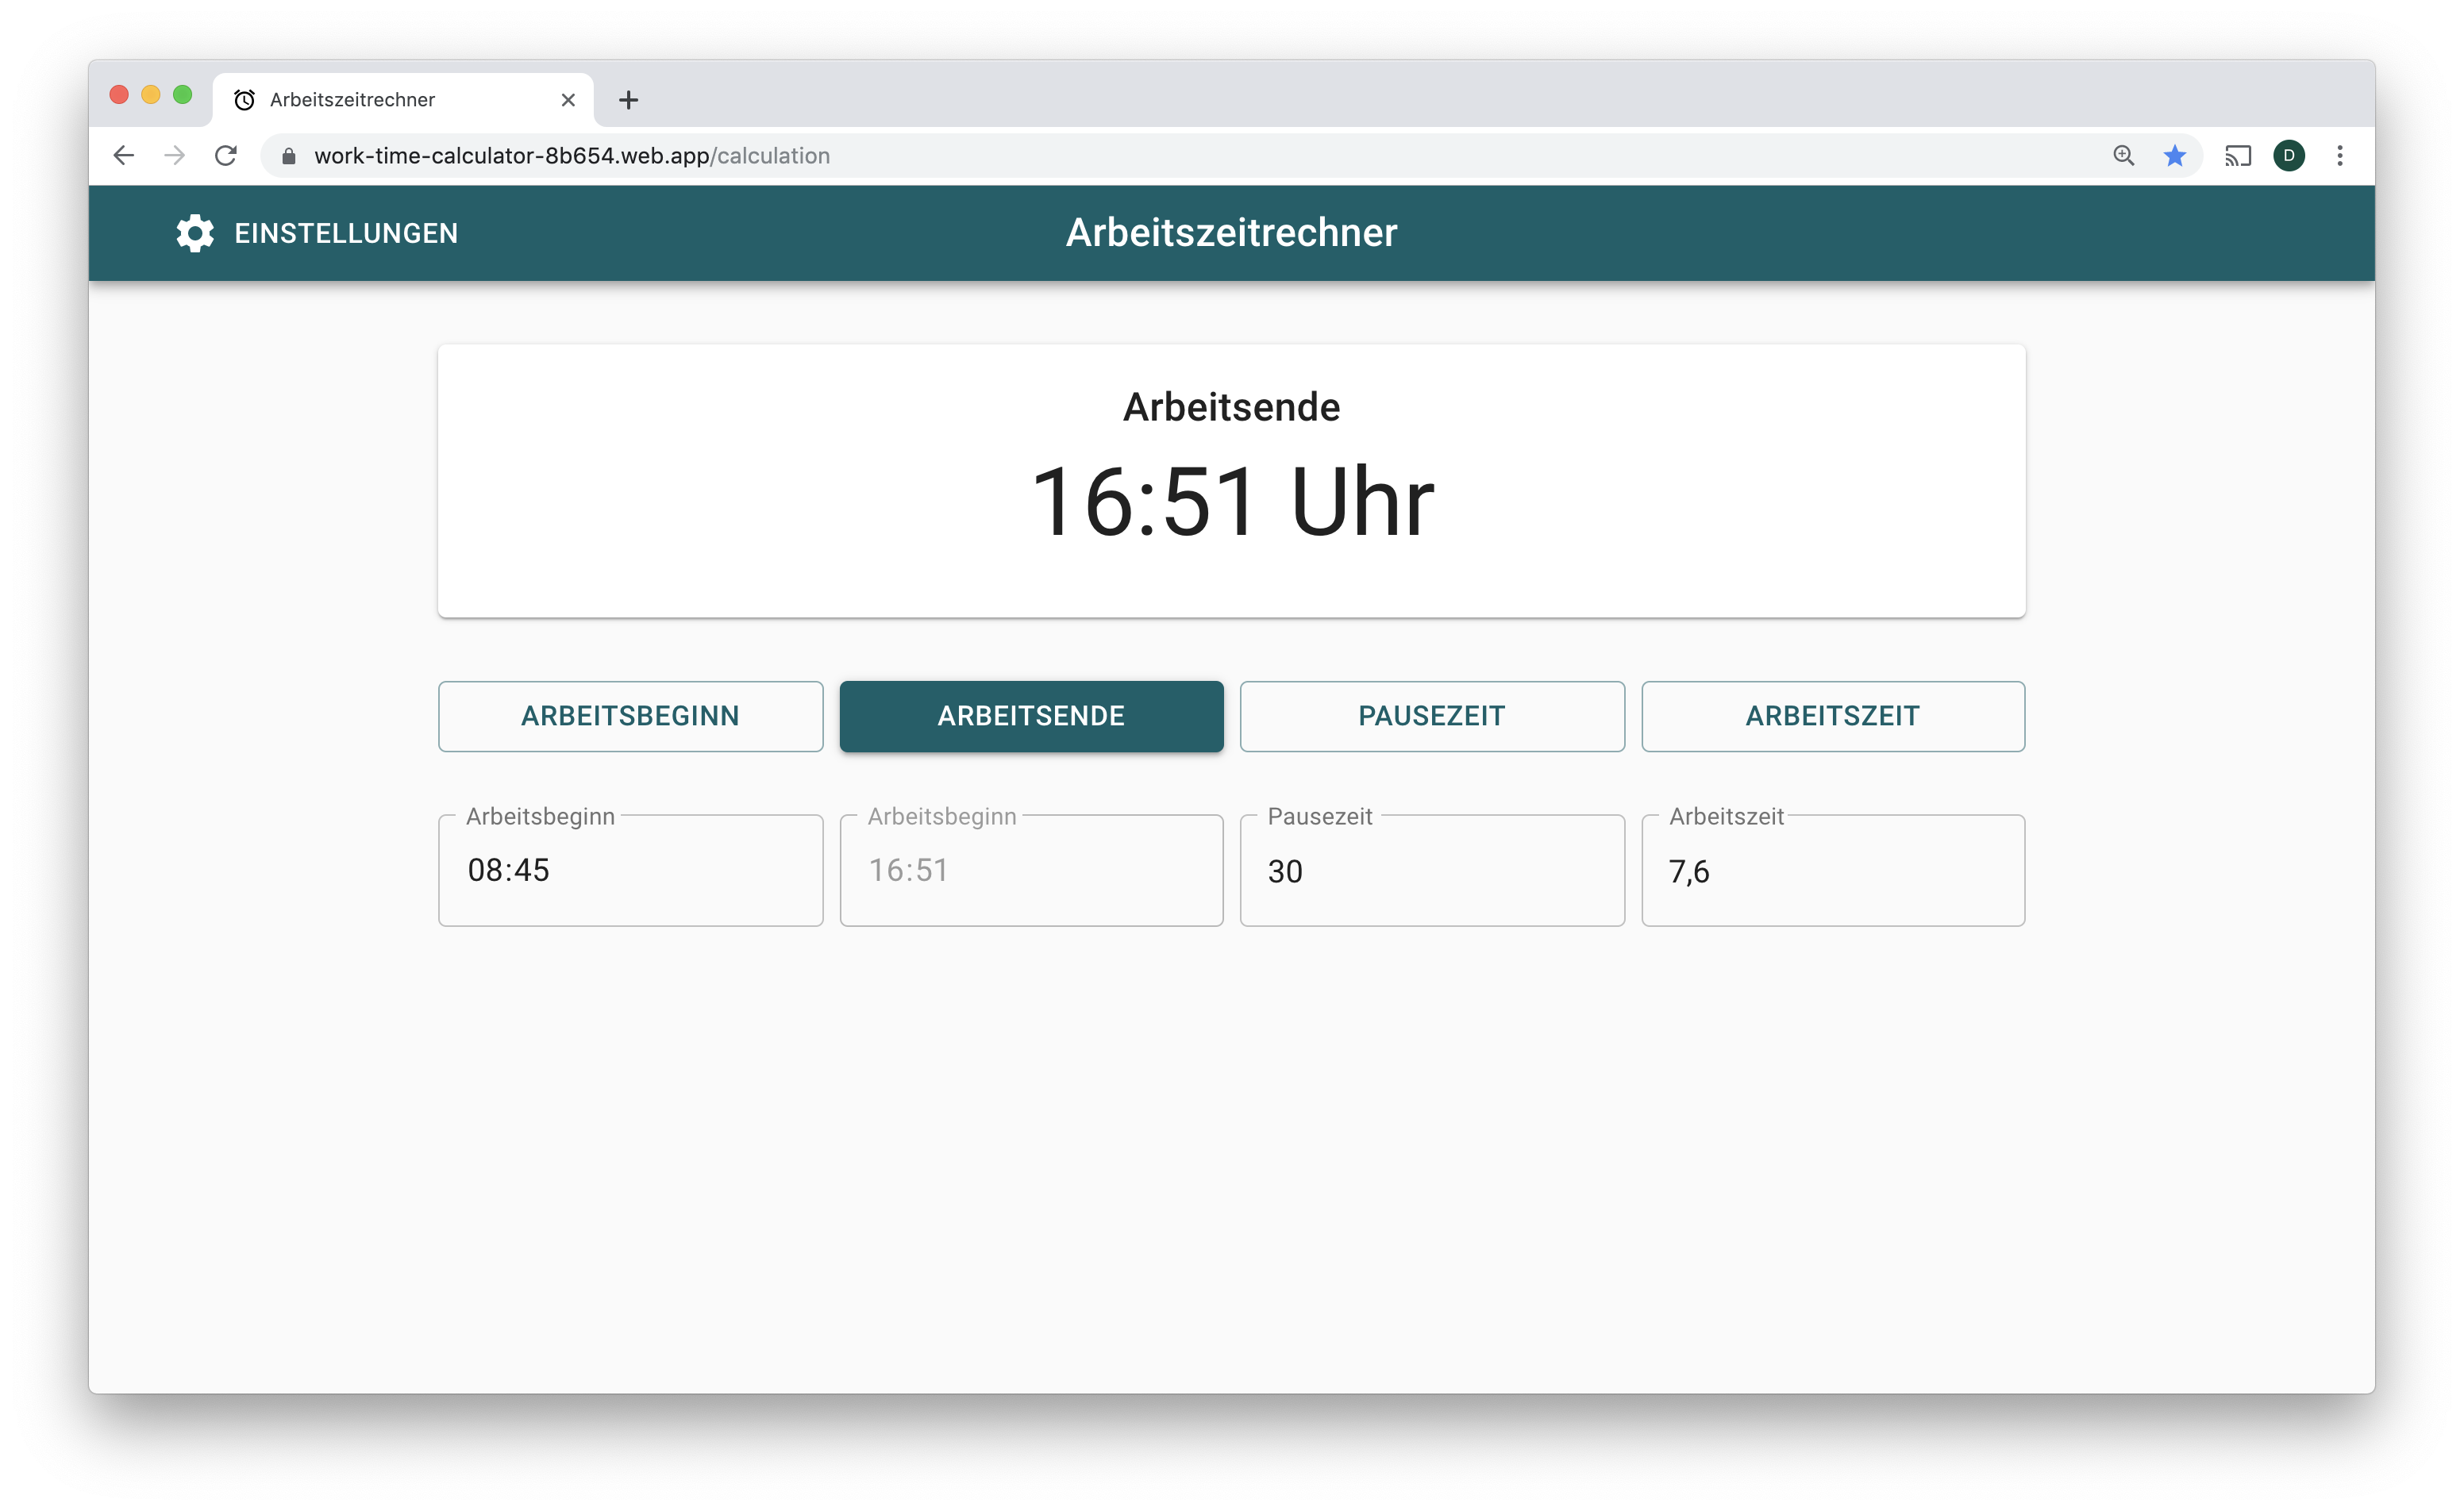 Arbeitszeitrechner
work-time-calculator-8b654.web.app/calculation
D
EINSTELLUNGEN
Arbeitszeitrechner
Arbeitsende
16:51 Uhr
ARBEITSBEGINN
ARBEITSENDE
PAUSEZEIT
ARBEITSZEIT
Arbeitsbeginn
08:45
Arbeitsbeginn
16:51
Pausezeit
30
Arbeitszeit
7,6